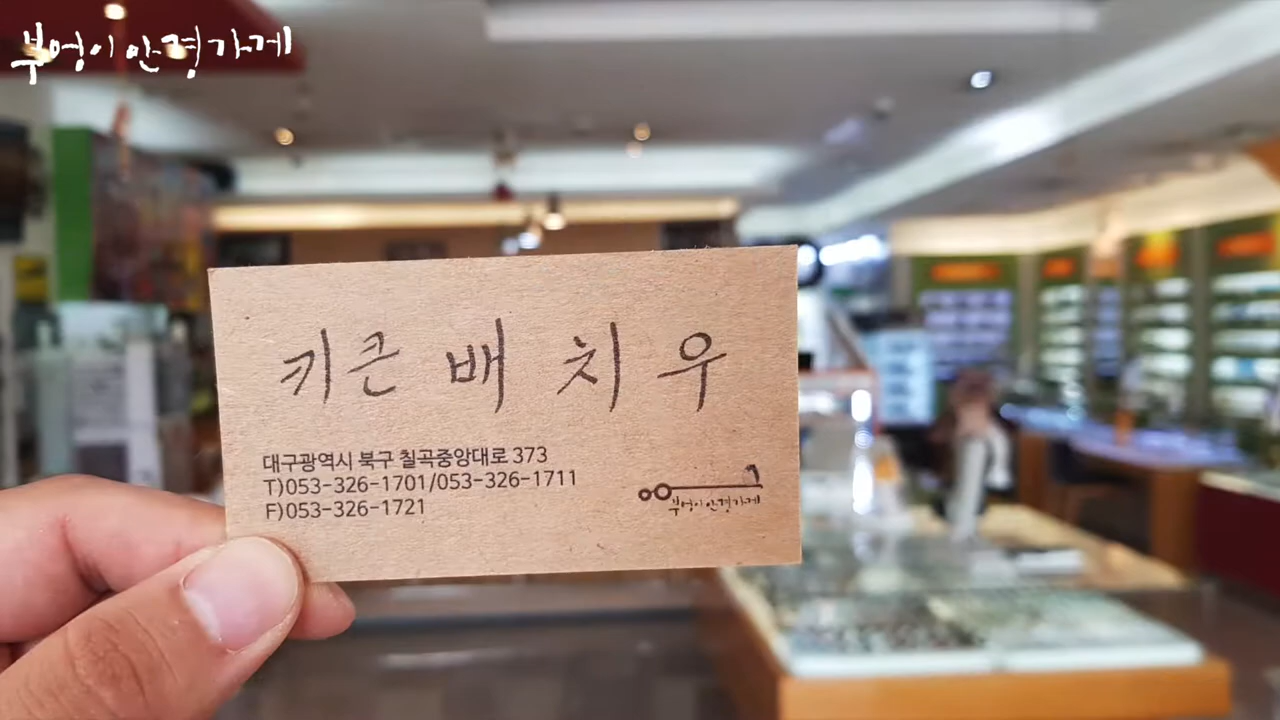 부엉이안경가게
키큰 배 치 우
대구광역시 북구 칠곡중앙대로 373
T)053-326-1701/053-326-1711
F)053-326-1721
부엉이안경가게